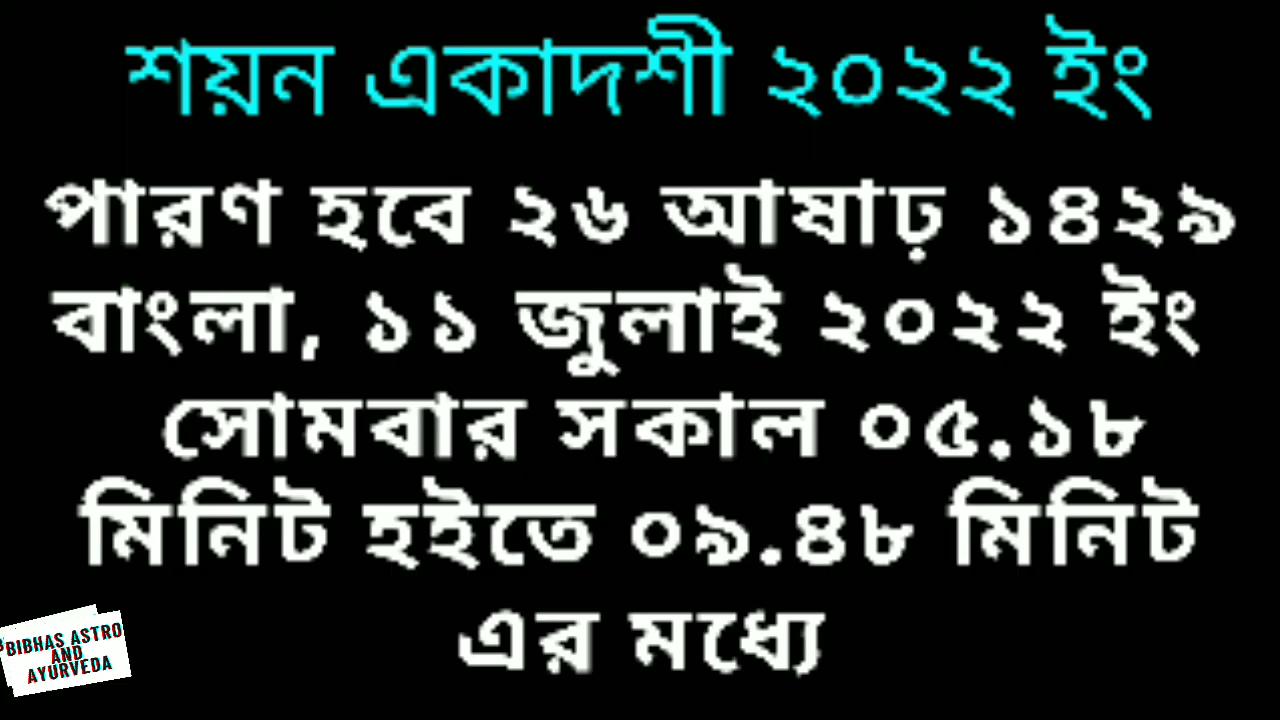 শয়ন একাদশী ২০২২ ইং
পারণ হবে ২৬ আষাঢ় ১৪২৯
বাংলা, ১১ জুলাই ২০২২ ইং
সোমবার সকাল ০৫.১৮
মিনিট হইতে ০৯.৪৮ মিনিট
এর মধ্যে
BIBHAS ASTRO
AND
AYURVEDA